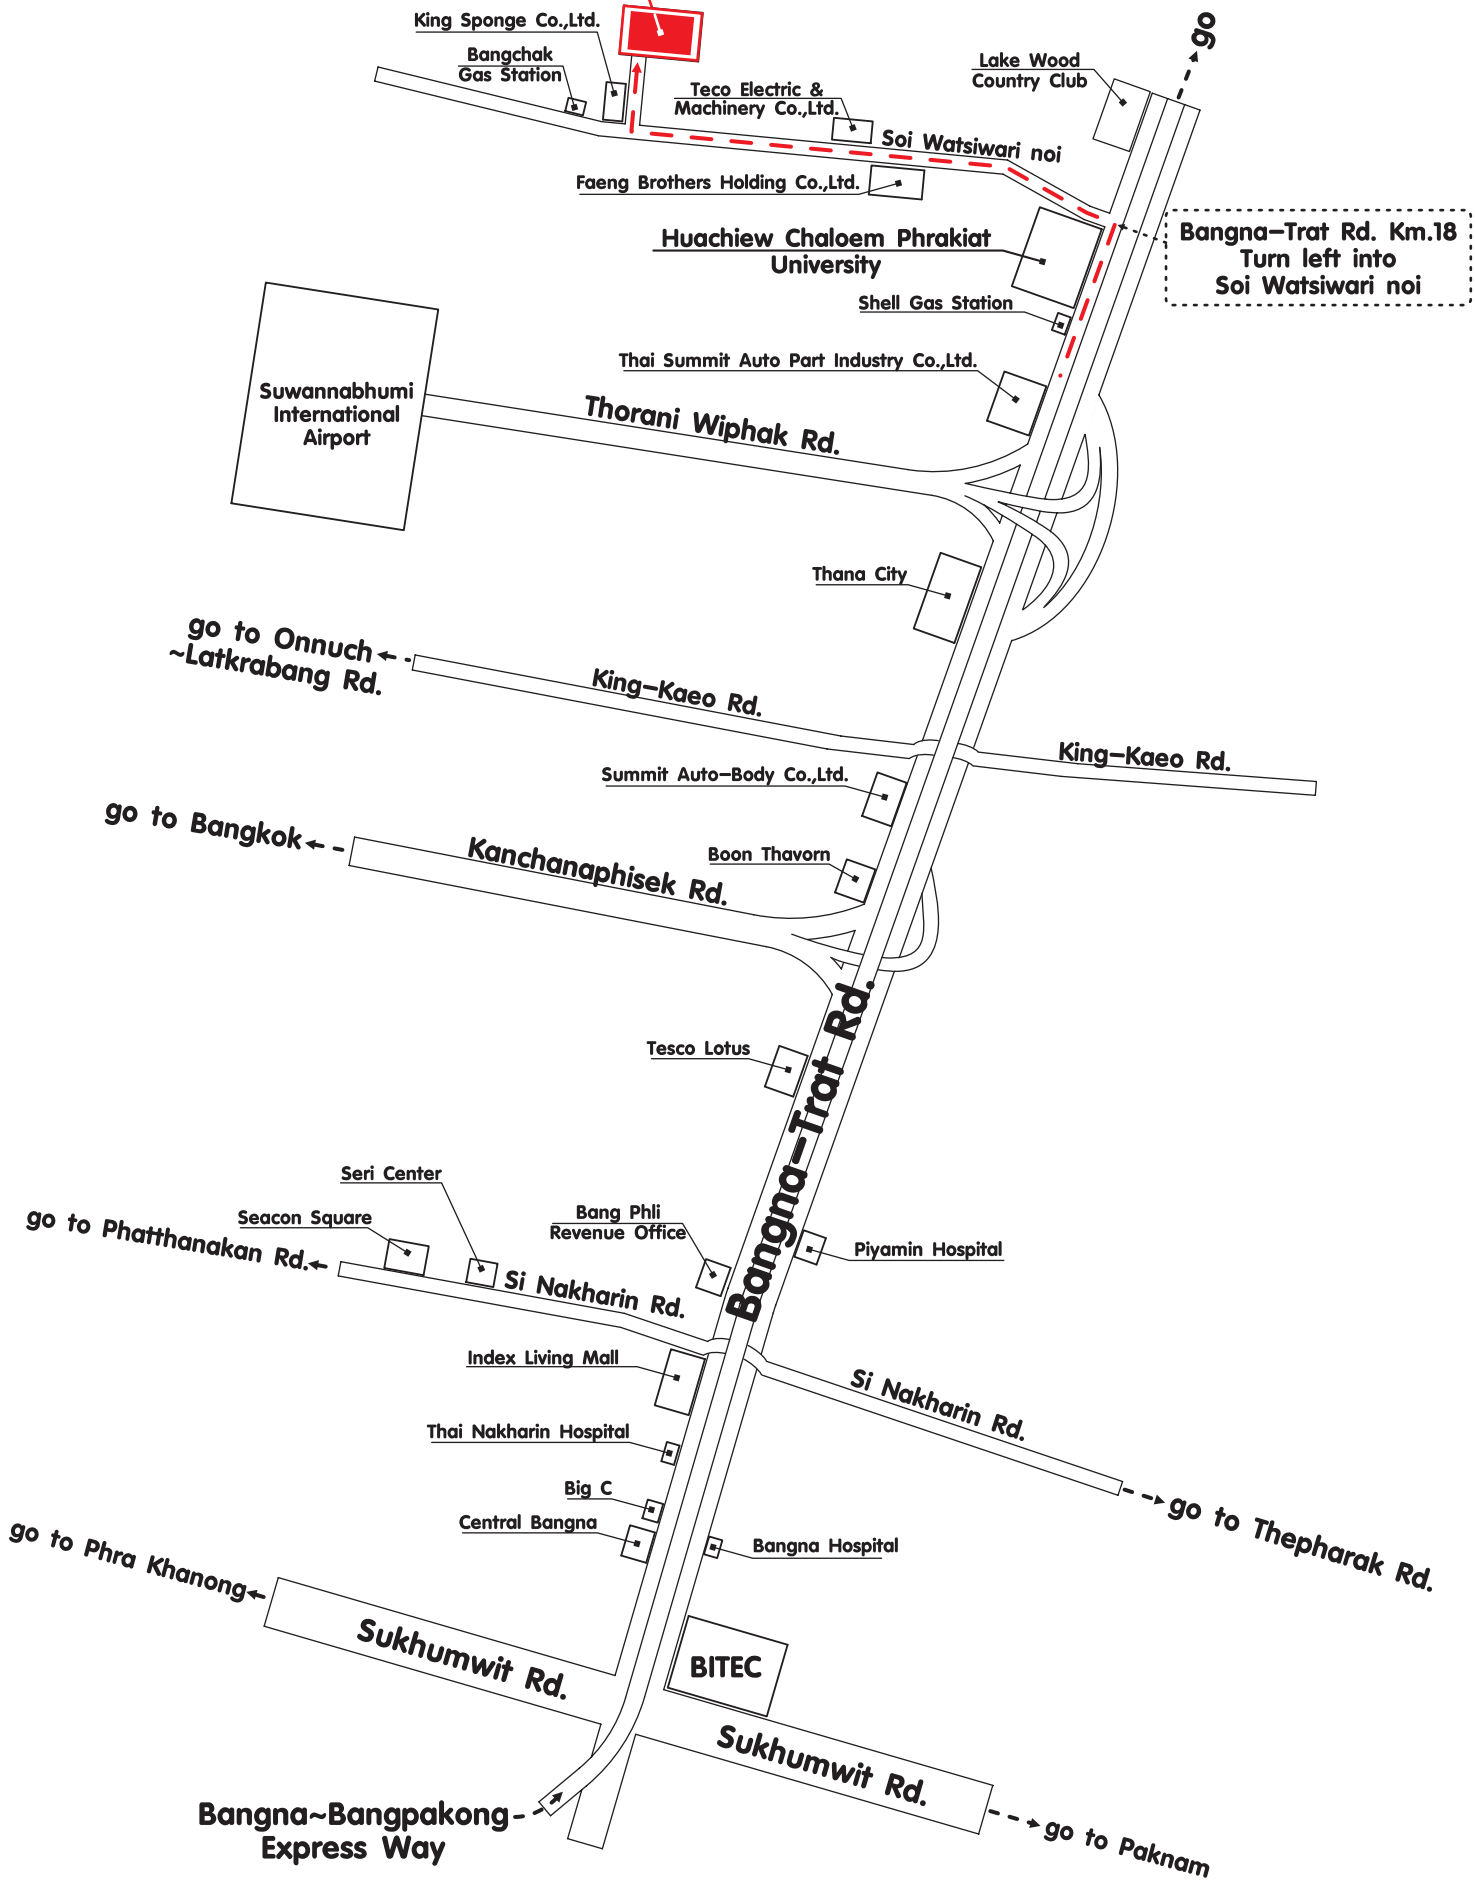 King Sponge Co.,Ltd.
Bangchak
Gas Station
Teco Electric &
Machinery Co.,Ltd.
Lake Wood
Country Club
go
Soi Watsiwari noi
Faeng Brothers Holding Co.,Ltd.
Huachiew Chaloem Phrakiat
University
Bangna–Trat Rd. Km.18
Turn left into
Soi Watsiwari noi
Shell Gas Station
Thai Summit Auto Part Industry Co.,Ltd.
Suwannabhumi
International
Airport
Thorani Wiphak Rd.
Thana City
go to Onnuch
~Latkrabang Rd.
King–Kaeo Rd.
King–Kaeo Rd.
Summit Auto–Body Co.,Ltd.
go to Bangkok
Kanchanaphisek Rd.
Boon Thavorn
Bangna–Trat Rd.
Tesco Lotus
Seri Center
Seacon Square
go to Phatthanakan Rd.
Bang Phli
Revenue Office
Piyamin Hospital
Si Nakharin Rd.
Index Living Mall
Si Nakharin Rd.
Thai Nakharin Hospital
Big C
Central Bangna
Bangna Hospital
go to Thepharak Rd.
go to Phra Khanong
Sukhumwit Rd.
BITEC
Sukhumwit Rd.
Bangna~Bangpakong
Express Way
go to Paknam